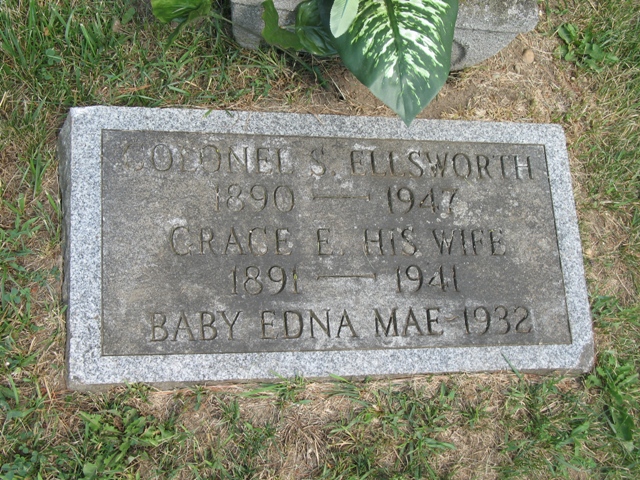 COLONEL S. ELLSWORTH
1890 — 1947
GRACE E. HIS WIFE
1891 — 1941
BABY EDNA MAE 1932